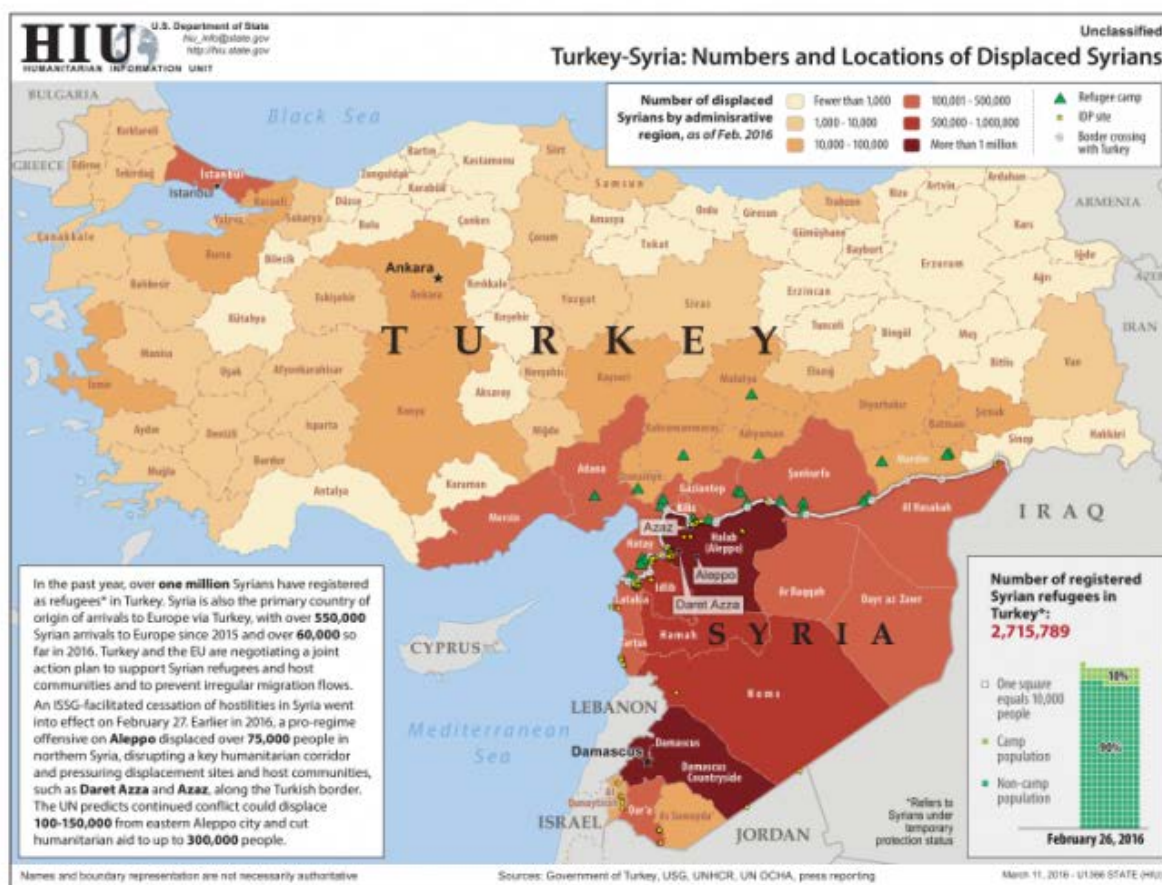 HIU
HUMANITARIAN INFORMATION UNIT
U.S. Department of State
hiu_info@state.gov
http://hiu.state.gov
Unclassified
Turkey-Syria: Numbers and Locations of Displaced Syrians
Number of displaced
Syrians by adminisrative
region, as of Feb. 2016
Fewer than 1,000
1,000 - 10,000
10,000 - 100,000
100,001 - 500,000
500,000 - 1,000,000
More than 1 million
Refugee camp
IDP site
Border crossing
with Turkey
BULGARIA
Black Sea
GREECE
Kırklareli
Edirne
Tekirdağ
İstanbul
Istanbul
Kocaeli
Yalova
Sakarya
Düzce
Zonguldak
Bartın
Karabük
Kastamonu
Bolu
Çankırı
Siirt
Samsun
Amasya
Ordu
Giresun
Trabzon
Rize
Artvin
Ardahan
ARMENIA
Çanakkale
Bursa
Bilecik
Ankara
Ankara
Kırıkkale
Çorum
Tokat
Gümüşhane
Bayburt
Kars
Erzurum
Iğdır
Ağrı
Balıkesir
Eskişehir
Kütahya
Kırşehir
Yozgat
Sivas
Erzincan
Tunceli
Bingöl
Muş
Bitlis
Van
IRAN
TURKEY
Manisa
Uşak
Afyonkarahisar
İzmir
Konya
Aksaray
Nevşehir
Kayseri
Malatya
Elazığ
Diyarbakır
Batman
Şırnak
Aydın
Denizli
Isparta
Burdur
Niğde
Kahramanmaraş
Adıyaman
Mardin
Sinop
Hakkâri
Muğla
Antalya
Karaman
Mersin
Adana
Osmaniye
Gaziantep
Kilis
Şanlıurfa
Hatay
Azaz
Halab
(Aleppo)
Aleppo
Daret Azza
Idlib
Latakia
Tartus
Hamah
Ar Raqqah
Al Hasakah
Dayr az Zawr
SYRIA
Homs
IRAQ
CYPRUS
LEBANON
Mediterranean
Sea
Damascus
Damascus
Damascus
Countryside
Dar'a
As Suwayda'
ISRAEL
JORDAN
In the past year, over one million Syrians have registered
as refugees* in Turkey. Syria is also the primary country of
origin of arrivals to Europe via Turkey, with over 550,000
Syrian arrivals to Europe since 2015 and over 60,000 so
far in 2016. Turkey and the EU are negotiating a joint
action plan to support Syrian refugees and host
communities and to prevent irregular migration flows.
An ISSG-facilitated cessation of hostilities in Syria went
into effect on February 27. Earlier in 2016, a pro-regime
offensive on Aleppo displaced over 75,000 people in
northern Syria, disrupting a key humanitarian corridor
and pressuring displacement sites and host communities,
such as Daret Azza and Azaz, along the Turkish border.
The UN predicts continued conflict could displace
100-150,000 from eastern Aleppo city and cut
humanitarian aid to up to 300,000 people.
Number of registered
Syrian refugees in
Turkey*:
2,715,789
One square
equals 10,000
people
Camp
population
Non-camp
population
10%
90%
*Refers to
Syrians under
temporary
protection status
February 26, 2016
Names and boundary representation are not necessarily authoritative
Sources: Government of Turkey, USG, UNHCR, UN OCHA, press reporting
March 11, 2016 - U1366 STATE (HIU)